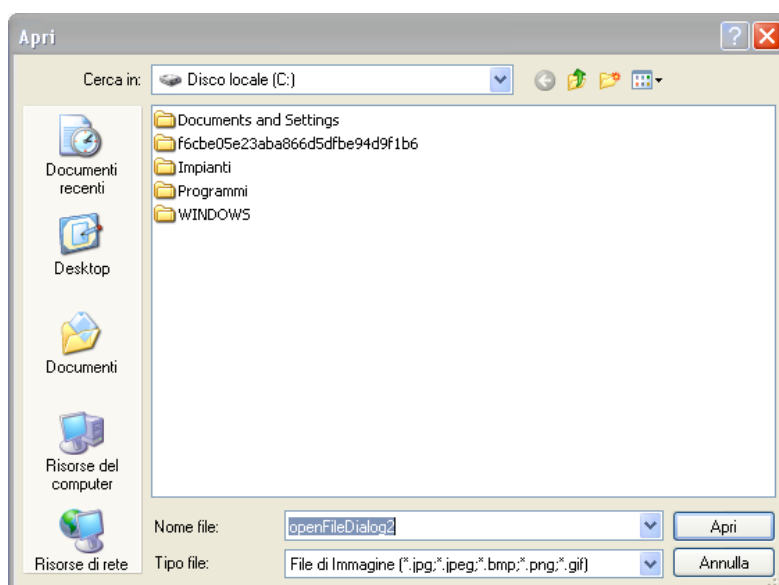 Apri
Cerca in:
Disco locale (C:)
Documents and Settings
f6cbe05e23aba866d5dfbe94d9f1b6
Impianti
Programmi
WINDOWS
Documenti
recenti
Desktop
Documenti
Risorse del
computer
Risorse di rete
Nome file:
openFileDialog2
Apri
Tipo file:
File di Immagine (*.jpg;*.jpeg;*.bmp;*.png;*.gif)
Annulla